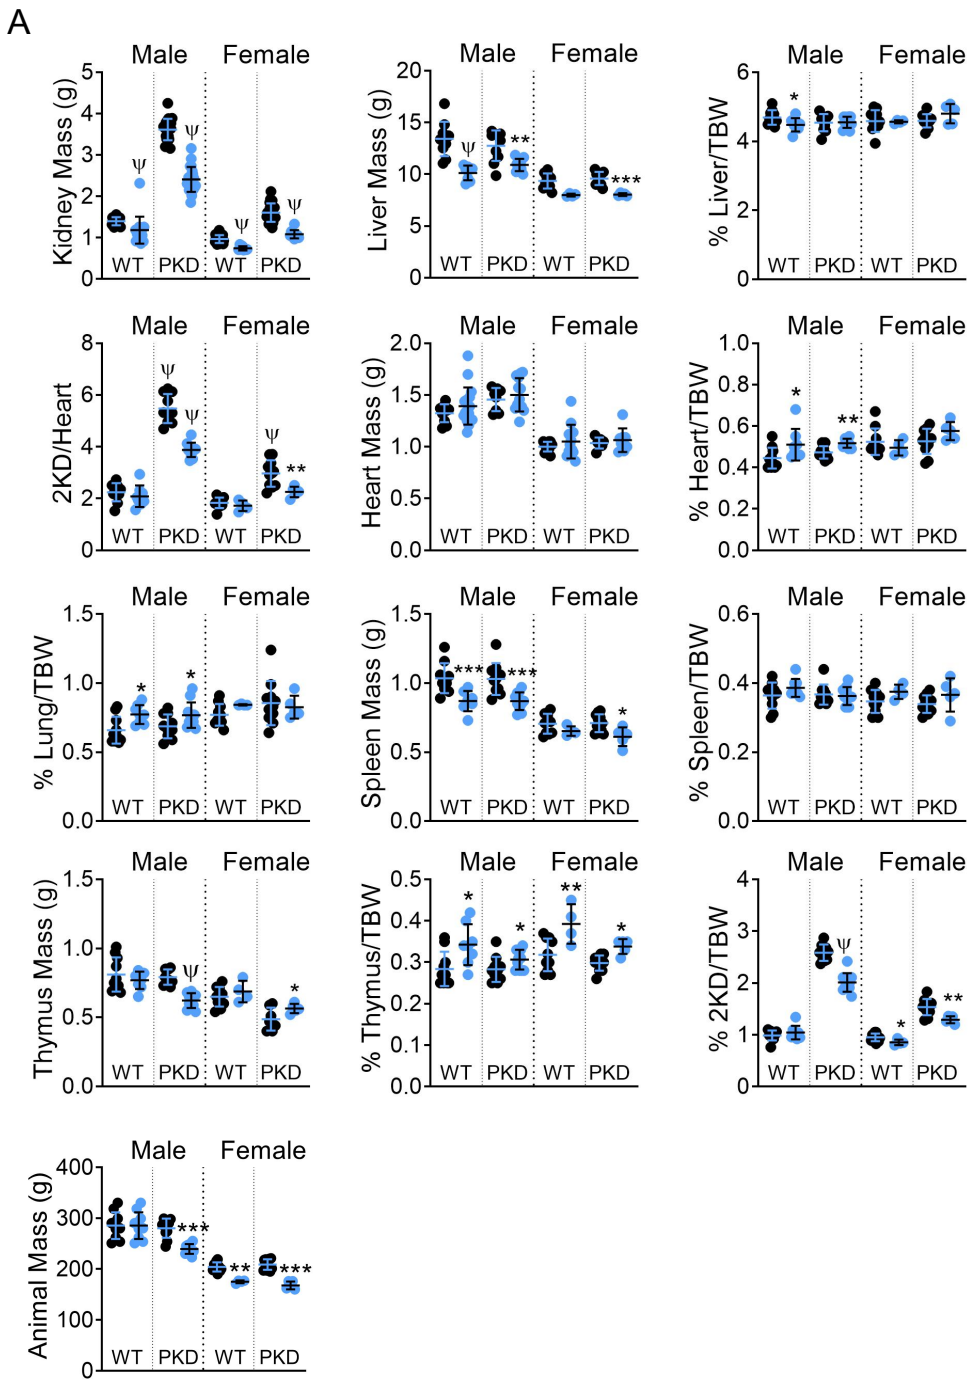 A
Male Female
Kidney Mass (g)
5
4
3
2
1
0
ψ ψ ψ ψ
WT PKD WT PKD
Male Female
Liver Mass (g)
20
15
10
5
0
ψ ** ***
WT PKD WT PKD
Male Female
% Liver/TBW
6
4
2
0
*
WT PKD WT PKD
Male Female
2KD/Heart
8
6
4
2
0
ψ ψ ψ **
WT PKD WT PKD
Male Female
Heart Mass (g)
2.0
1.5
1.0
0.5
0.0
WT PKD WT PKD
Male Female
% Heart/TBW
1.0
0.8
0.6
0.4
0.2
0.0
* **
WT PKD WT PKD
Male Female
% Lung/TBW
1.5
1.0
0.5
0.0
* *
WT PKD WT PKD
Male Female
Spleen Mass (g)
1.5
1.0
0.5
0.0
*** *** *
WT PKD WT PKD
Male Female
% Spleen/TBW
0.6
0.4
0.2
0.0
WT PKD WT PKD
Male Female
Thymus Mass (g)
1.5
1.0
0.5
0.0
ψ *
WT PKD WT PKD
Male Female
% Thymus/TBW
0.5
0.4
0.3
0.2
0.1
0.0
* * ** *
WT PKD WT PKD
Male Female
% 2KD/TBW
4
3
2
1
0
ψ * **
WT PKD WT PKD
Male Female
Animal Mass (g)
400
300
200
100
0
*** ** ***
WT PKD WT PKD